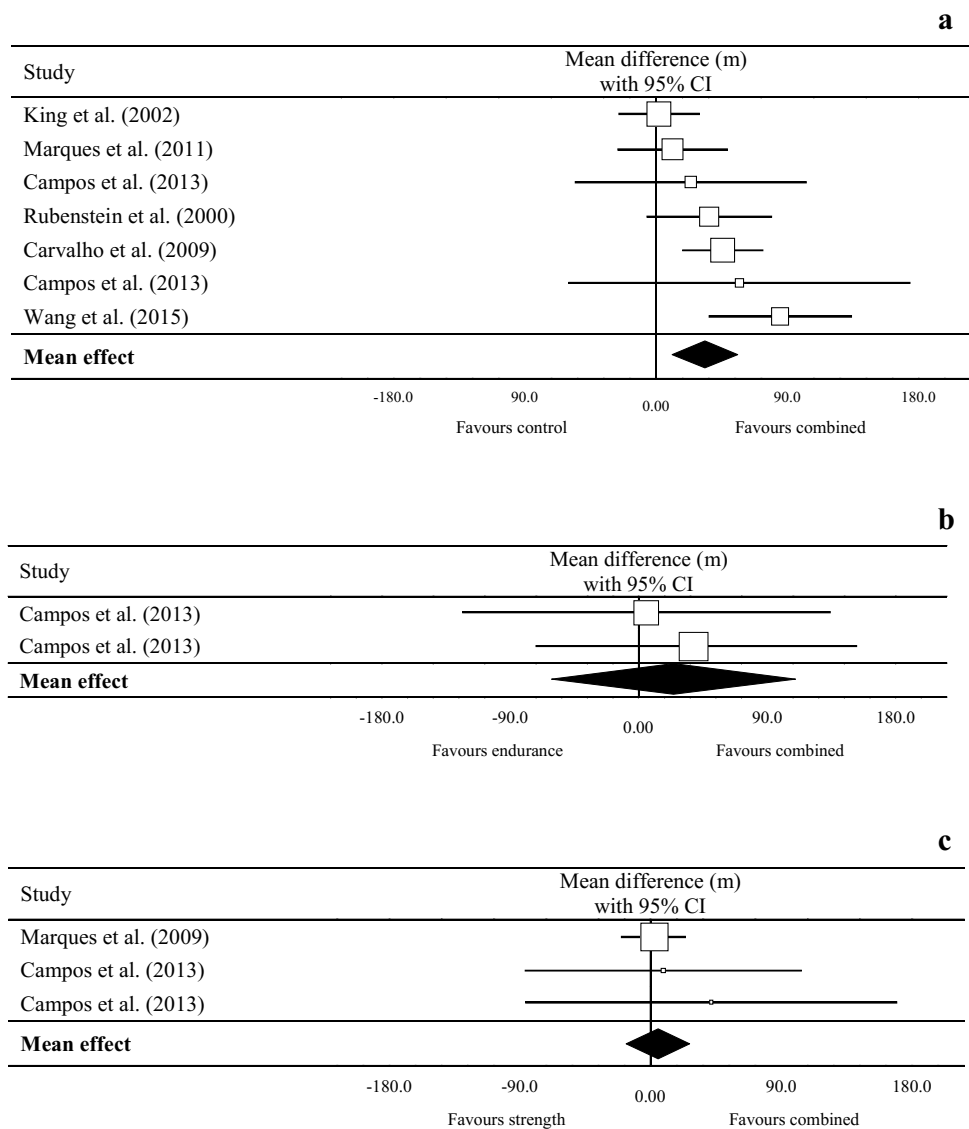 a
Study
Mean difference (m)
with 95% CI
King et al. (2002)
Marques et al. (2011)
Campos et al. (2013)
Rubenstein et al. (2000)
Carvalho et al. (2009)
Campos et al. (2013)
Wang et al. (2015)
Mean effect
-180.0 90.0 0.00 90.0 180.0
Favours control Favours combined
b
Study
Mean difference (m)
with 95% CI
Campos et al. (2013)
Campos et al. (2013)
Mean effect
-180.0 -90.0 0.00 90.0 180.0
Favours endurance Favours combined
c
Study
Mean difference (m)
with 95% CI
Marques et al. (2009)
Campos et al. (2013)
Campos et al. (2013)
Mean effect
-180.0 -90.0 0.00 90.0 180.0
Favours strength Favours combined